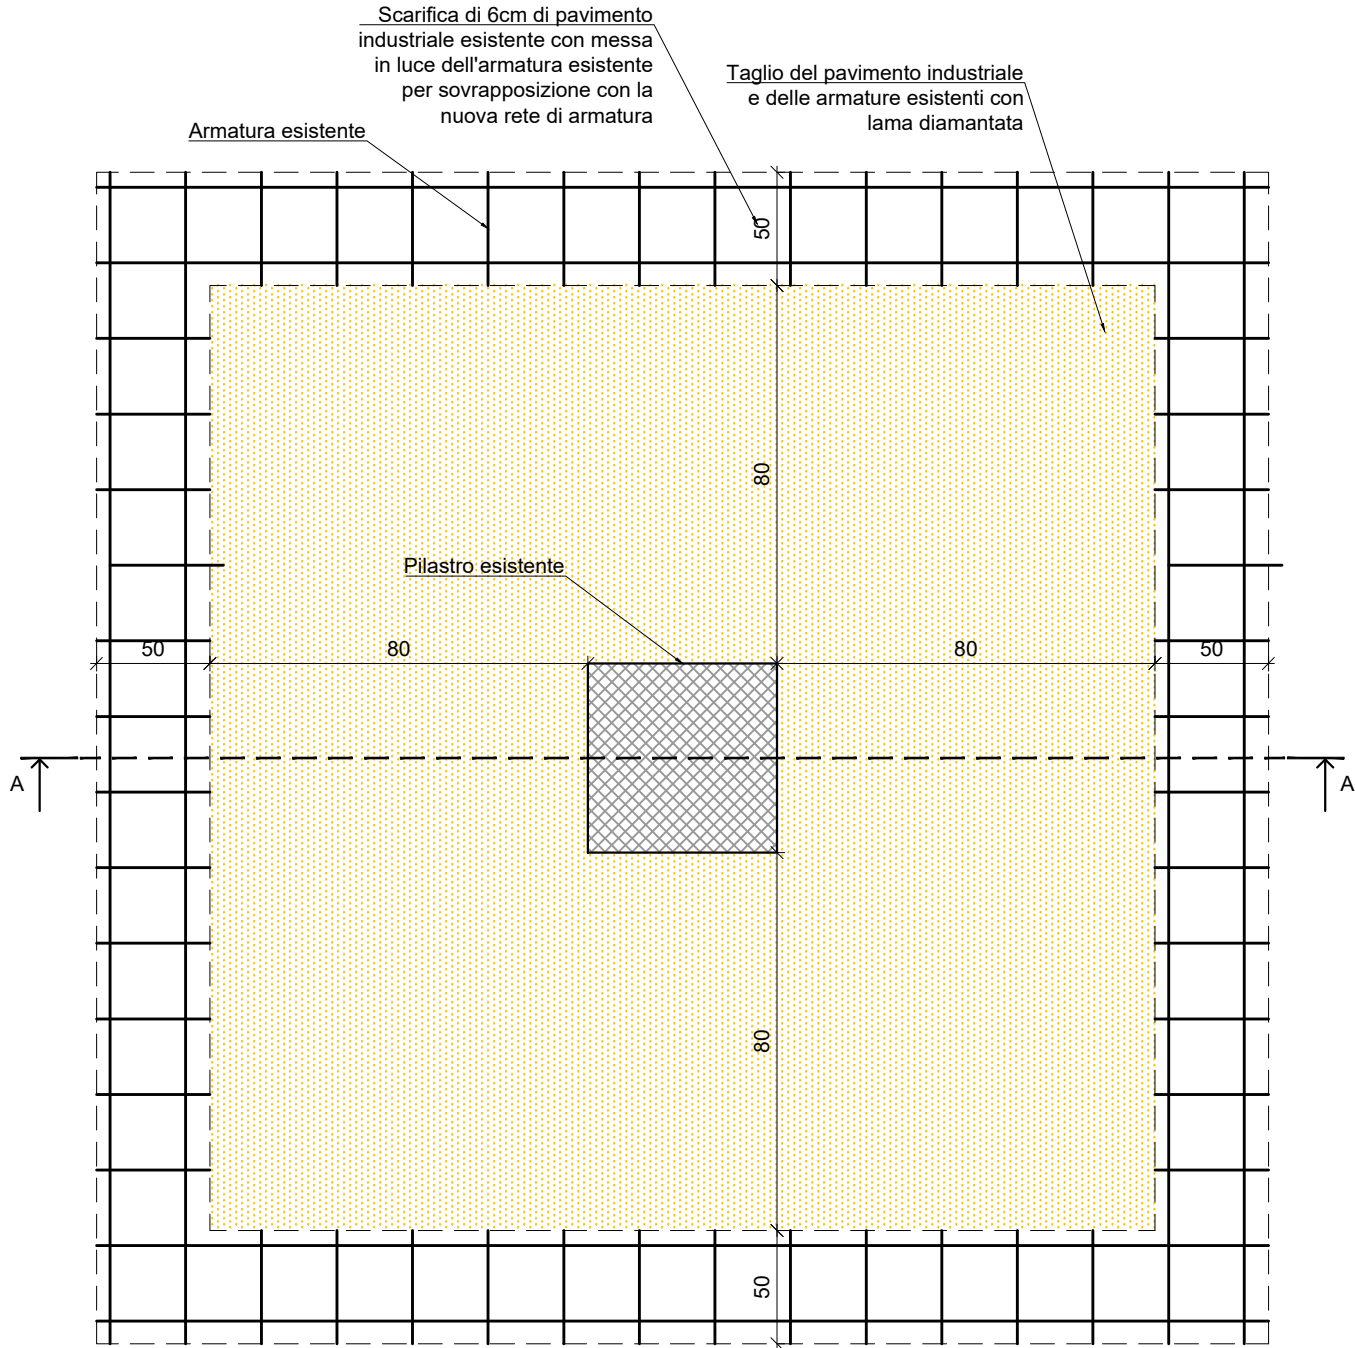 Scarifica di 6cm di pavimento
industriale esistente con messa
in luce dell'armatura esistente
per sovrapposizione con la
nuova rete di armatura
Taglio del pavimento industriale
e delle armature esistenti con
lama diamantata
Armatura esistente
50
80
Pilastro esistente
50
80
80
50
A
A
80
50